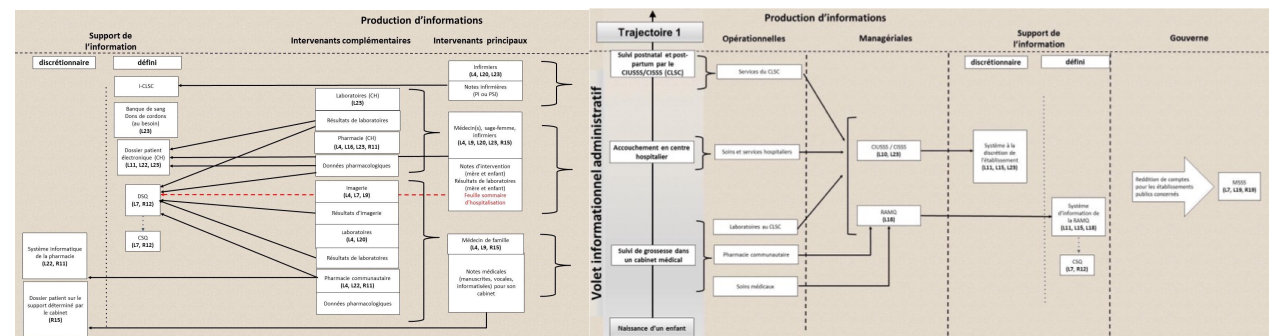 Production d'informations
Support de
l'information
Intervenants complémentaires
Intervenants principaux
discrétionnaire
défini
I-CLSC
Banque de sang
Dons de cordons
(au besoin)
(L23)
Dossier patient
électronique (CH)
(L11, L22, L23)
DSQ
(L7, R12)
CSQ
(L7, R12)
Système informatique
de la pharmacie
(L22, R11)
Dossier patient sur le
support déterminé par
le cabinet
(R15)
Laboratoires (CH)
(L23)
Résultats de laboratoires
Pharmacie (CH)
(L4, L16, L23, R11)
Données pharmacologiques
Imagerie
(L4, L7, L9)
Résultats d'imagerie
Laboratoires
(L4, L20)
Résultats de laboratoires
Pharmacie communautaire
(L4, L22, R11)
Données pharmacologiques
Infirmiers
(L4, L20, L23)
Notes infirmières
(PI ou PSI)
Médecin(s), sage-femme,
infirmiers
(L4, L9, L20, L23, R15)
Notes d'intervention
(mère et enfant)
Résultats de laboratoires
(mère et enfant)
Feuille sommaire
d'hospitalisation
Médecin de famille
(L4, L9, R15)
Notes médicales
(manuscrites, vocales,
informatisées) pour son
cabinet
Volet informationnel administratif
Trajectoire 1
Suivi postnatal et post-
partum par le
CIUSSS/CISSS (CLSC)
Accouchement en centre
hospitalier
Suivi de grossesse dans
un cabinet médical
Naissance d'un enfant
Production d'informations
Opérationnelles
Managériales
Support de
l'information
Gouverne
discrétionnaire
défini
Services du CLSC
Soins et services hospitaliers
Laboratoires au CLSC
Pharmacie communautaire
Soins médicaux
CIUSSS / CISSS
(L10, L23)
RAMQ
(L18)
Système à la
discrétion de
l'établissement
(L11, L15, L23)
Système
d'information de
la RAMQ
(L11, L15, L18)
CSQ
(L7, R12)
Reddition de comptes
pour les établissements
publics concernés
MSSS
(L7, L19, R19)